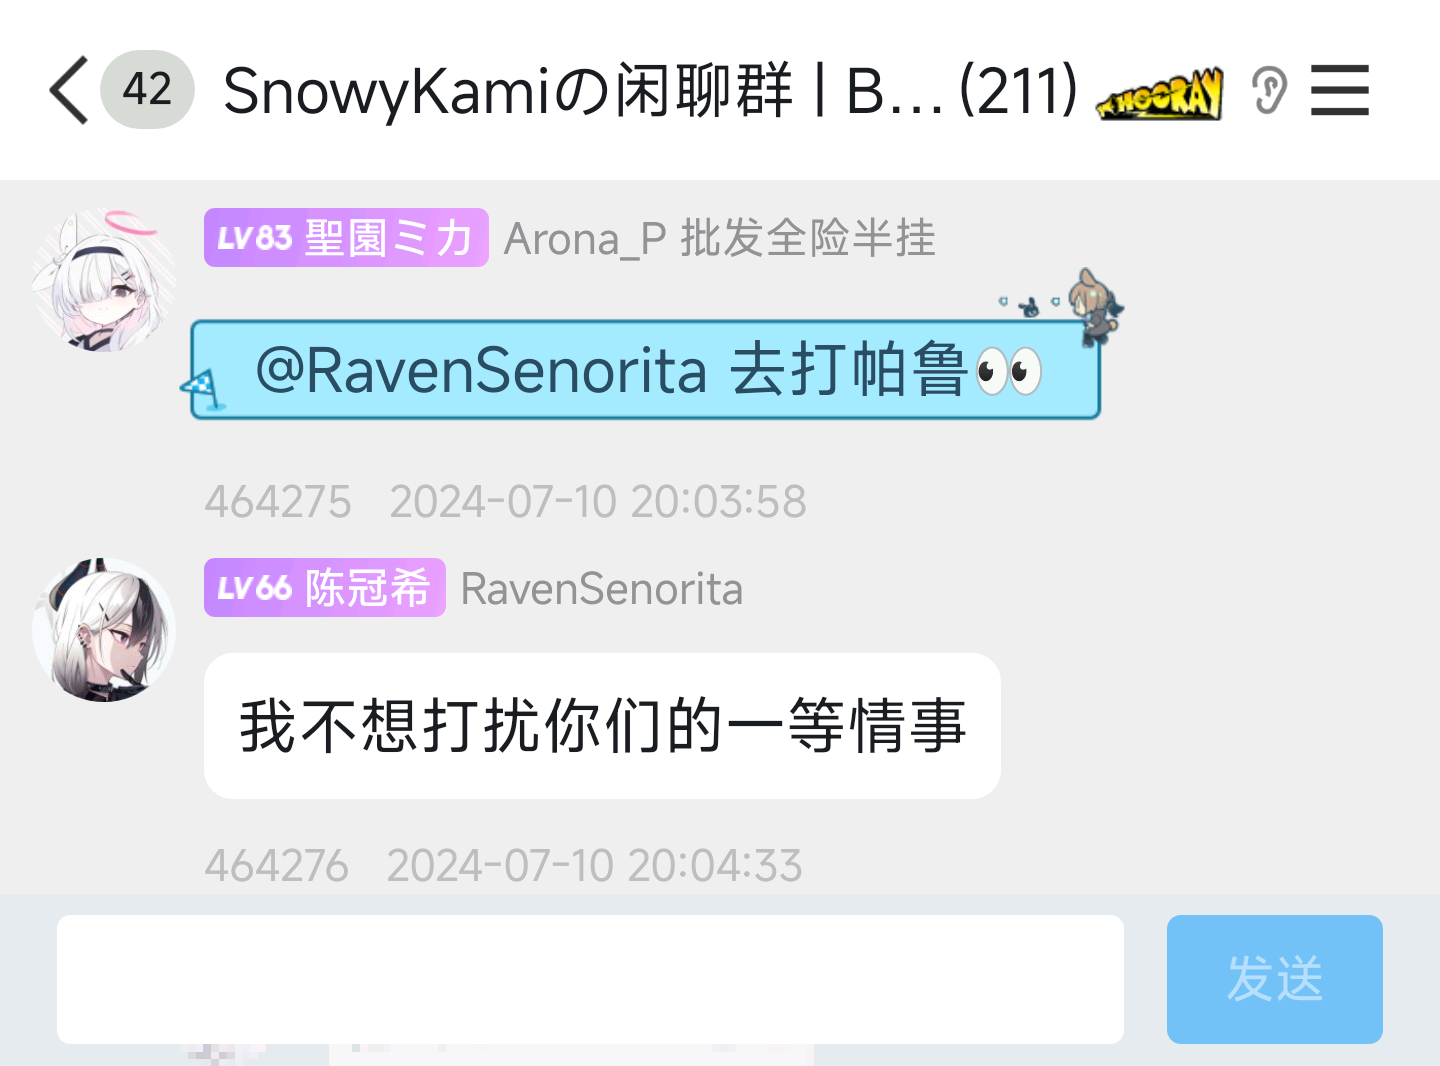 42 SnowyKamiの闲聊群 | B... (211) HOORAY
LV83 聖園ミカ Arona_P 批发全险半挂
@RavenSenorita 去打帕鲁👀
464275 2024-07-10 20:03:58
LV66 陈冠希 RavenSenorita
我不想打扰你们的一等情事
464276 2024-07-10 20:04:33
发送